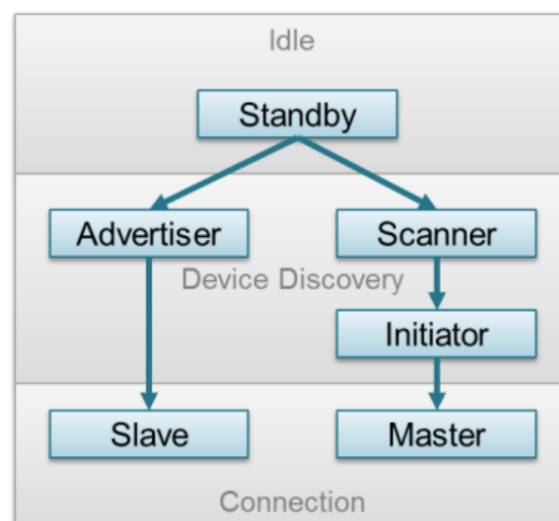 Idle
Standby
Advertiser
Scanner
Device Discovery
Initiator
Slave
Master
Connection